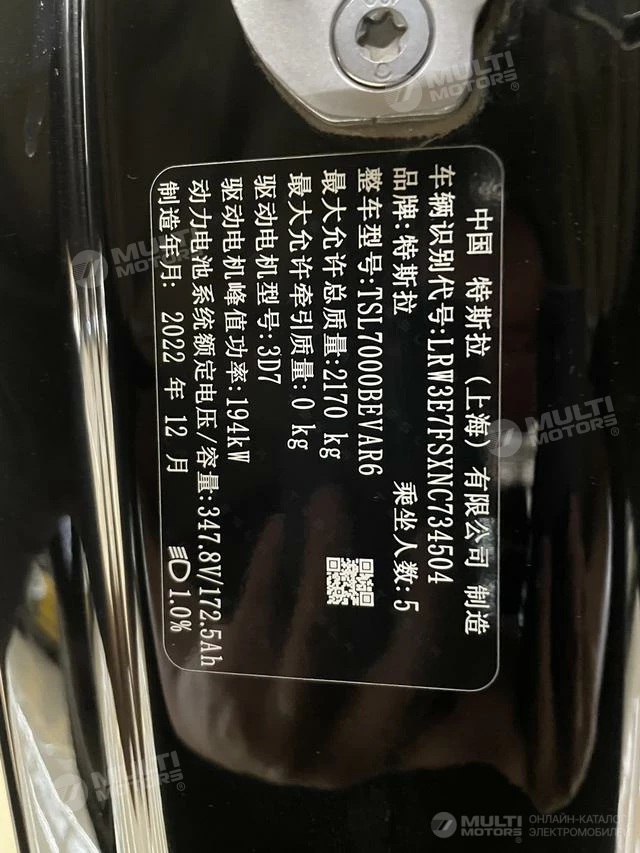 中国 特斯拉 (上海) 有限公司 制造
车辆识别代号:LRW3E7FSXNC734504
品牌:特斯拉 乘坐人数:5
整车型号:TSL7000BEVAR6
最大允许总质量:2170 kg
最大允许牵引质量:0 kg
驱动电机型号:3D7
驱动电机峰值功率:194kW
动力电池系统额定电压/容量:347.8V/172.5Ah
制造年月: 2022 年 12 月 1.0%
MULTI MOTORS®
MULTI MOTORS®
MULTI MOTORS®
MULTI MOTORS®
MULTI MOTORS®
MULTI MOTORS® ОНЛАЙН-КАТАЛОГ ЭЛЕКТРОМОБИЛЕ